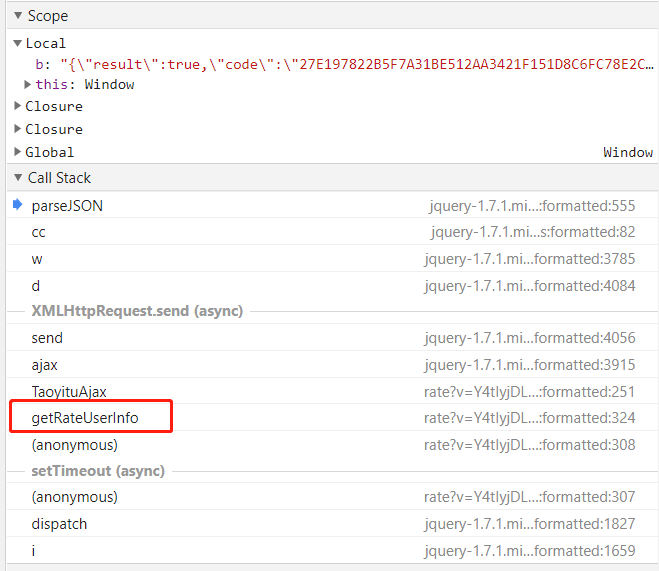 Scope
Local
b: "{\"result\":true,\"code\":\"27E197822B5F7A31BE512AA3421F151D8C6FC78E2C…
this: Window
Closure
Closure
Global Window
Call Stack
parseJSON jquery-1.7.1.mi…:formatted:555
cc jquery-1.7.1.mi…s:formatted:82
w jquery-1.7.1.mi…formatted:3785
d jquery-1.7.1.mi…formatted:4084
XMLHttpRequest.send (async)
send jquery-1.7.1.mi…formatted:4056
ajax jquery-1.7.1.mi…formatted:3915
TaoyituAjax rate?v=Y4tIyjDL…:formatted:251
getRateUserInfo rate?v=Y4tIyjDL…:formatted:324
(anonymous) rate?v=Y4tIyjDL…:formatted:308
setTimeout (async)
(anonymous) rate?v=Y4tIyjDL…:formatted:307
dispatch jquery-1.7.1.mi…formatted:1827
i jquery-1.7.1.mi…formatted:1659